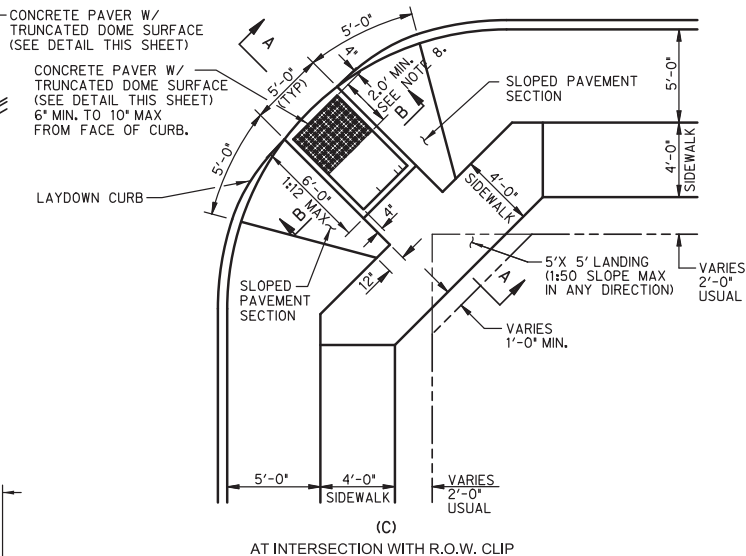 CONCRETE PAVER W/
TRUNCATED DOME SURFACE
(SEE DETAIL THIS SHEET)
CONCRETE PAVER W/
TRUNCATED DOME SURFACE
(SEE DETAIL THIS SHEET)
6" MIN. TO 10" MAX
FROM FACE OF CURB.
A
5'-0"
5'-0"
(TYP)
4"
2.0' MIN.
SEE NOTE 8.
B
SLOPED PAVEMENT
SECTION
5'-0"
4'-0"
SIDEWALK
5'-0"
LAYDOWN CURB
6'-0"
1:12 MAX
B
4"
4'-0"
SIDEWALK
12"
SLOPED
PAVEMENT
SECTION
5'X 5' LANDING
(1:50 SLOPE MAX
IN ANY DIRECTION)
A
VARIES
2'-0"
USUAL
VARIES
1'-0" MIN.
5'-0"
4'-0"
SIDEWALK
VARIES
2'-0"
USUAL
(C)
AT INTERSECTION WITH R.O.W. CLIP